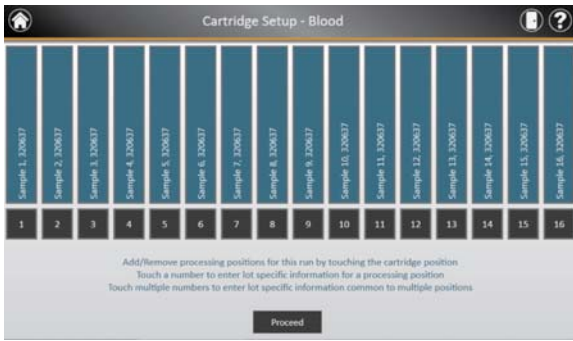 Cartridge Setup - Blood
?
Sample 1, 320637
Sample 2, 320637
Sample 3, 320637
Sample 4, 320637
Sample 5, 320637
Sample 6, 320637
Sample 7, 320637
Sample 8, 320637
Sample 9, 320637
Sample 10, 320637
Sample 11, 320637
Sample 12, 320637
Sample 13, 320637
Sample 14, 320637
Sample 15, 320637
Sample 16, 320637
1 2 3 4 5 6 7 8 9 10 11 12 13 14 15 16
Add/Remove processing positions for this run by touching the cartridge position
Touch a number to enter lot specific information for a processing position
Touch multiple numbers to enter lot specific information common to multiple positions
Proceed